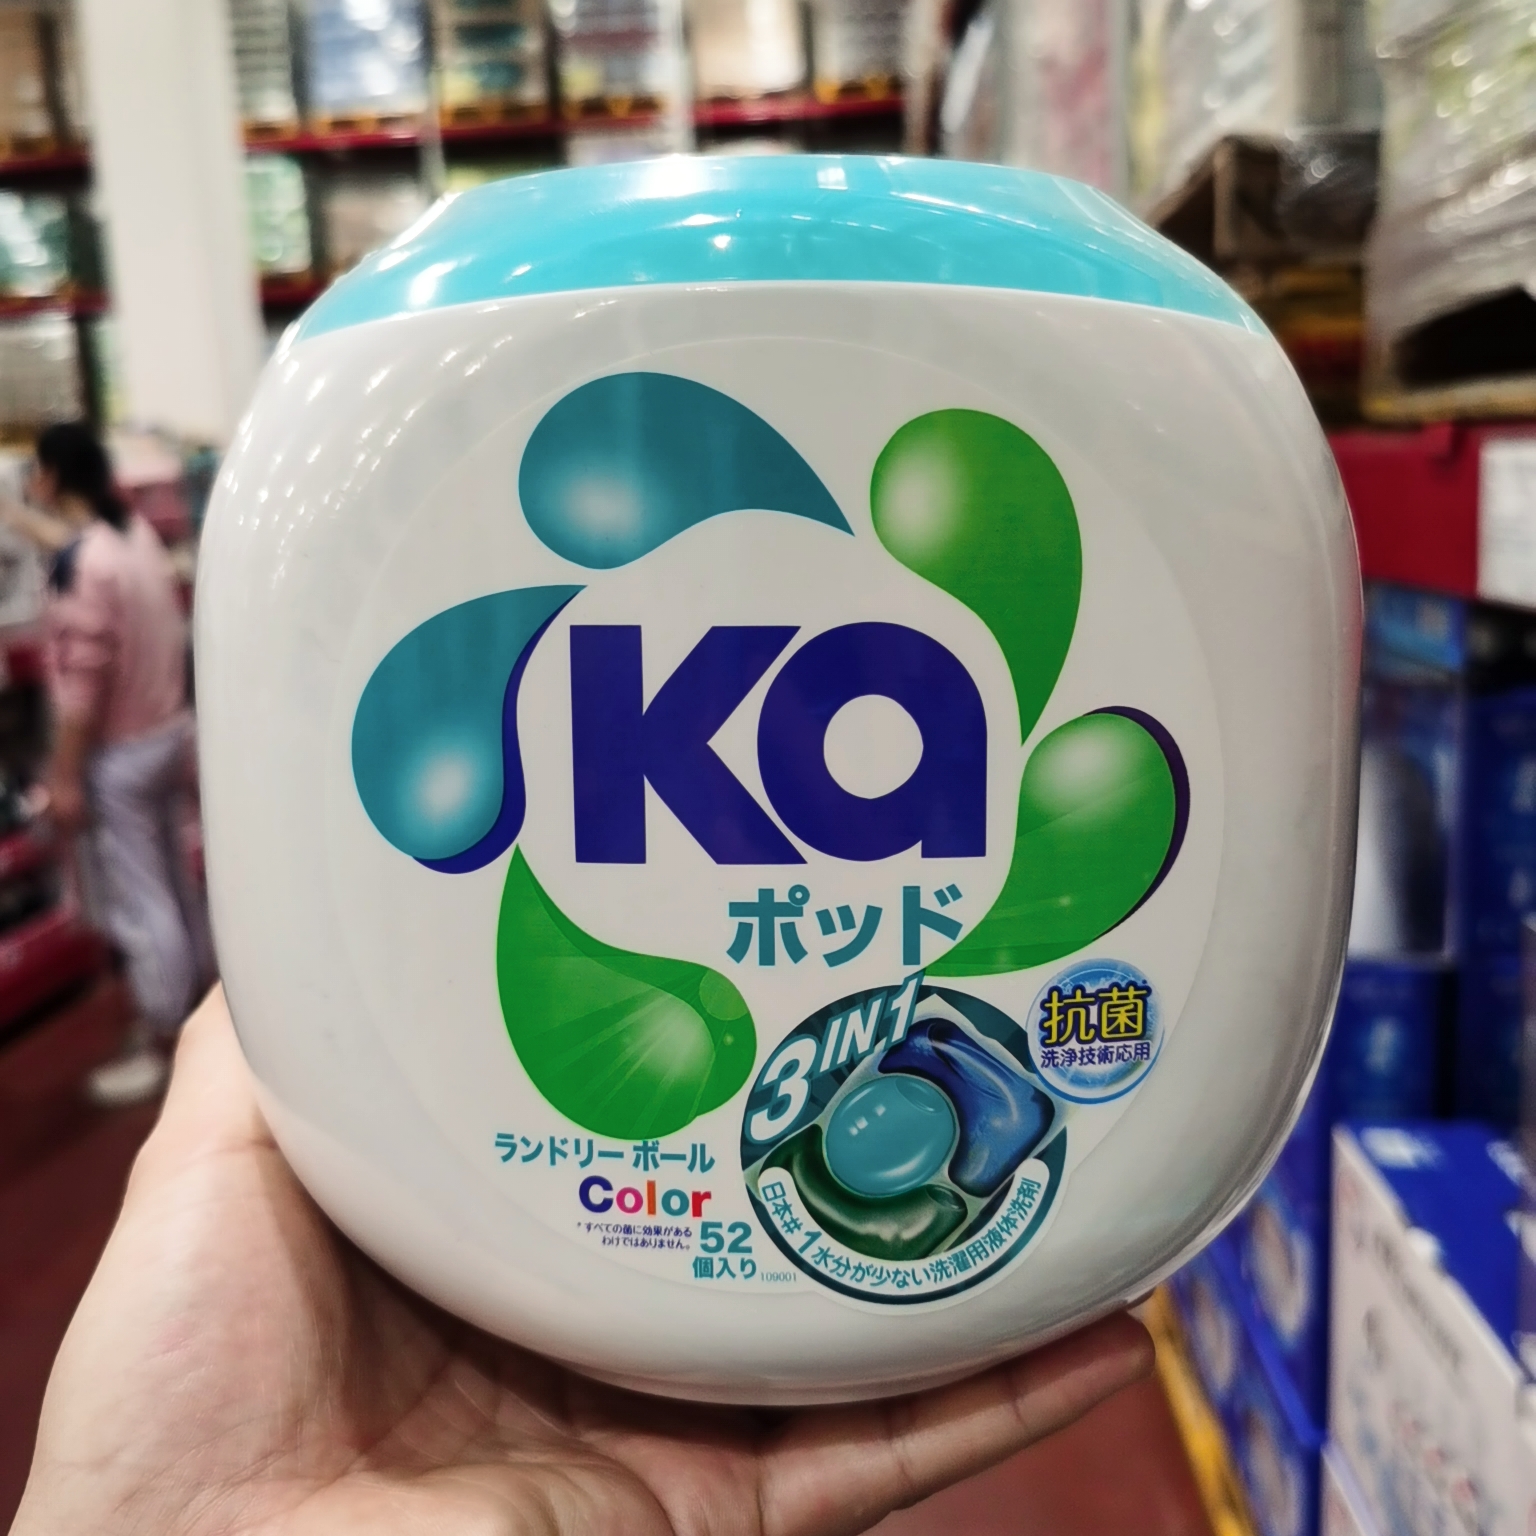 Ka
ポッド
3 IN 1
抗菌*
洗浄技術応用
ランドリー ボール
Color
* すべての菌に効果がある
わけではありません。
52
個入り
109001
日本#1水分が少ない洗濯用液体洗剤